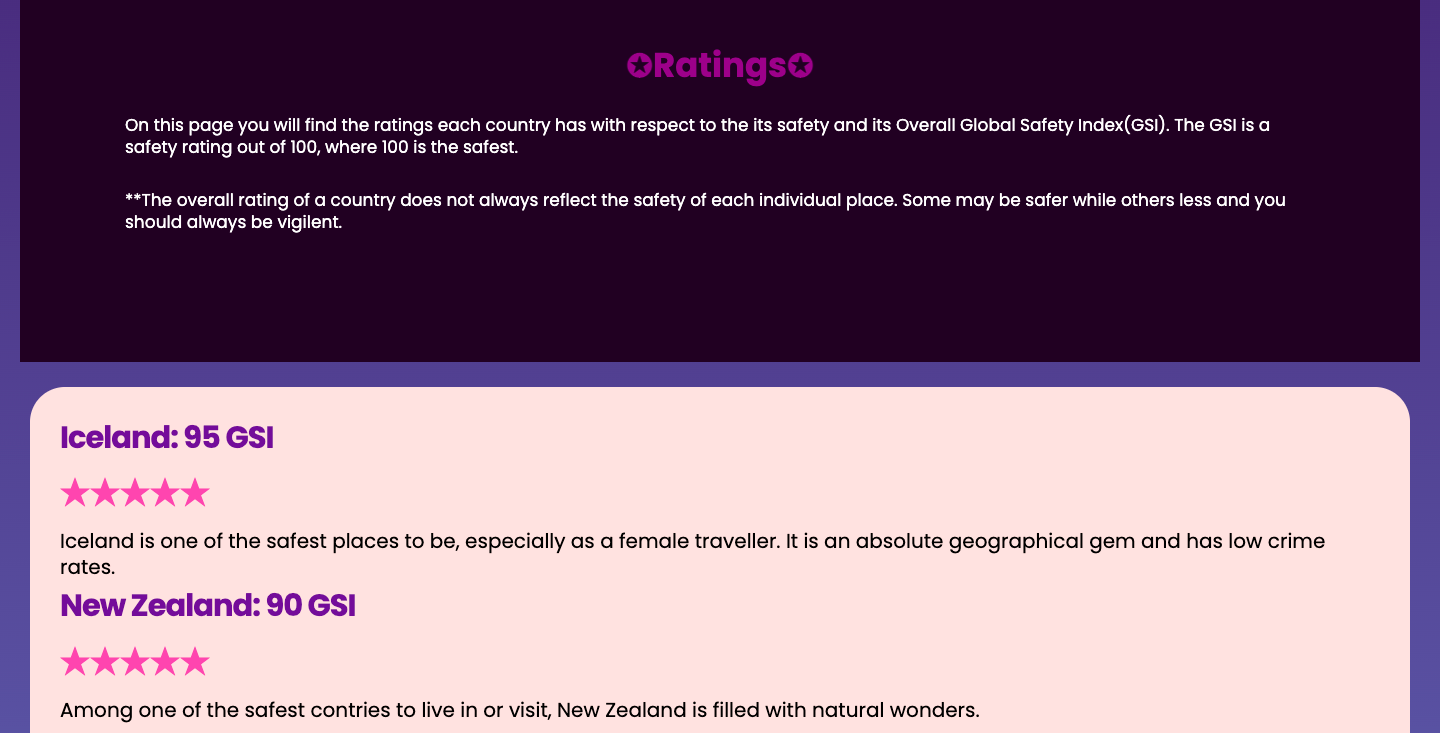 ✪Ratings✪
On this page you will find the ratings each country has with respect to the its safety and its Overall Global Safety Index(GSI). The GSI is a
safety rating out of 100, where 100 is the safest.
**The overall rating of a country does not always reflect the safety of each individual place. Some may be safer while others less and you
should always be vigilent.
Iceland: 95 GSI
★★★★★
Iceland is one of the safest places to be, especially as a female traveller. It is an absolute geographical gem and has low crime
rates.
New Zealand: 90 GSI
★★★★★
Among one of the safest contries to live in or visit, New Zealand is filled with natural wonders.